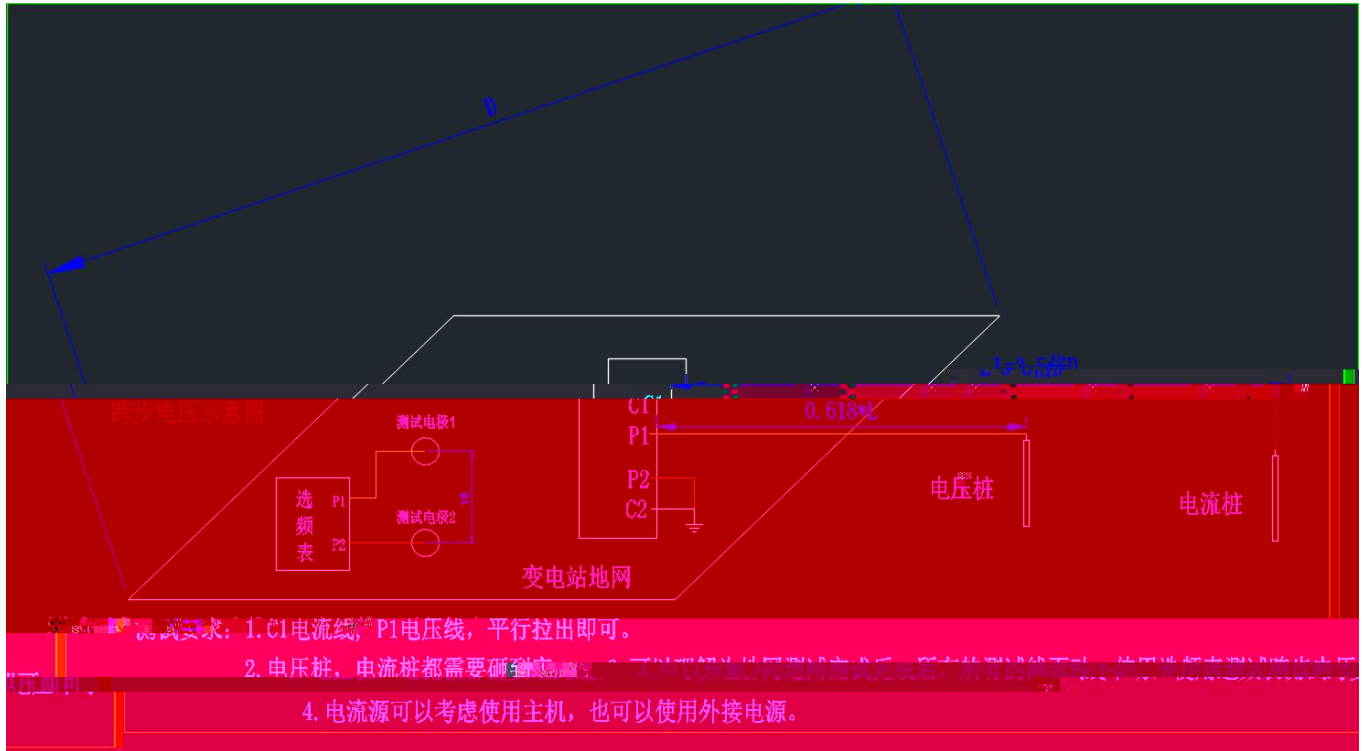 D
跨步电压示意图
C1
0.618*L
测试电极1
P1
选频表
P1
P2
电压桩
电流桩
P2
C2
测试电极2
变电站地网
测试要求: 1.C1电流线, P1电压线, 平行拉出即可。
2.电压桩, 电流桩都需要
4.电流源可以考虑使用主机, 也可以使用外接电源。